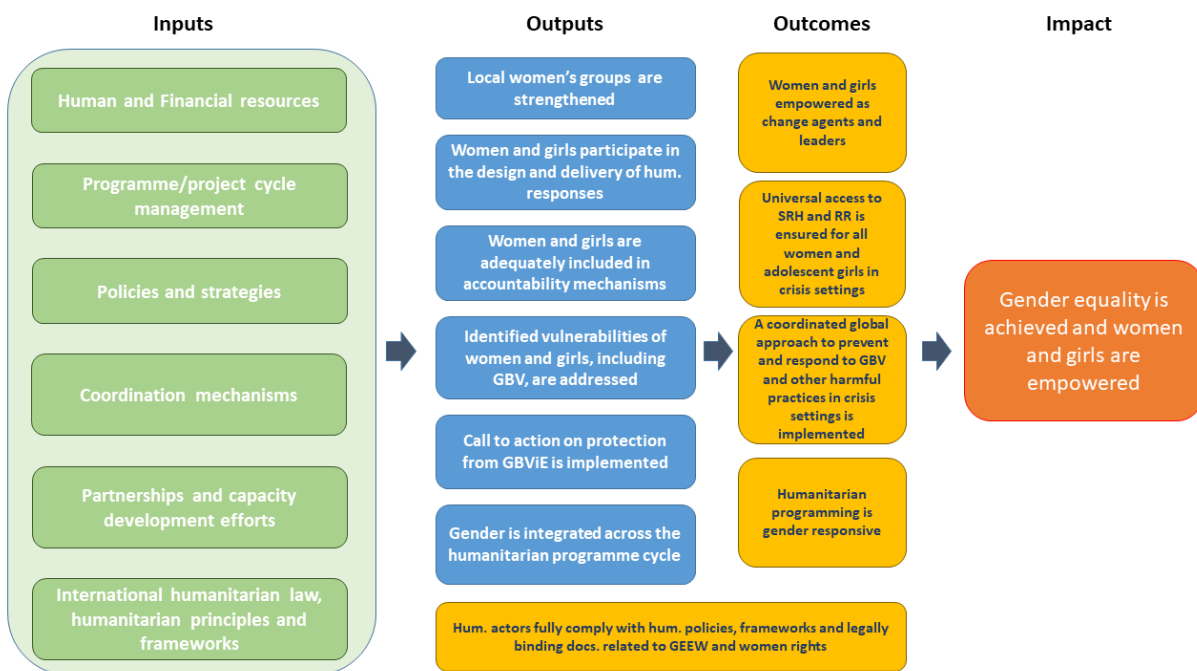 Inputs
Human and Financial resources
Programme/project cycle
management
Policies and strategies
Coordination mechanisms
Partnerships and capacity
development efforts
International humanitarian law,
humanitarian principles and
frameworks
Outputs
Local women’s groups are
strengthened
Women and girls participate in
the design and delivery of hum.
responses
Women and girls are
adequately included in
accountability mechanisms
Identified vulnerabilities of
women and girls, including
GBV, are addressed
Call to action on protection
from GBViE is implemented
Gender is integrated across the
humanitarian programme cycle
Outcomes
Women and girls
empowered as
change agents and
leaders
Universal access to
SRH and RR is
ensured for all
women and
adolescent girls in
crisis settings
A coordinated global
approach to prevent
and respond to GBV
and other harmful
practices in crisis
settings is
implemented
Humanitarian
programming is
gender responsive
Hum. actors fully comply with hum. policies, frameworks and legally
binding docs. related to GEEW and women rights
Impact
Gender equality is
achieved and women
and girls are
empowered